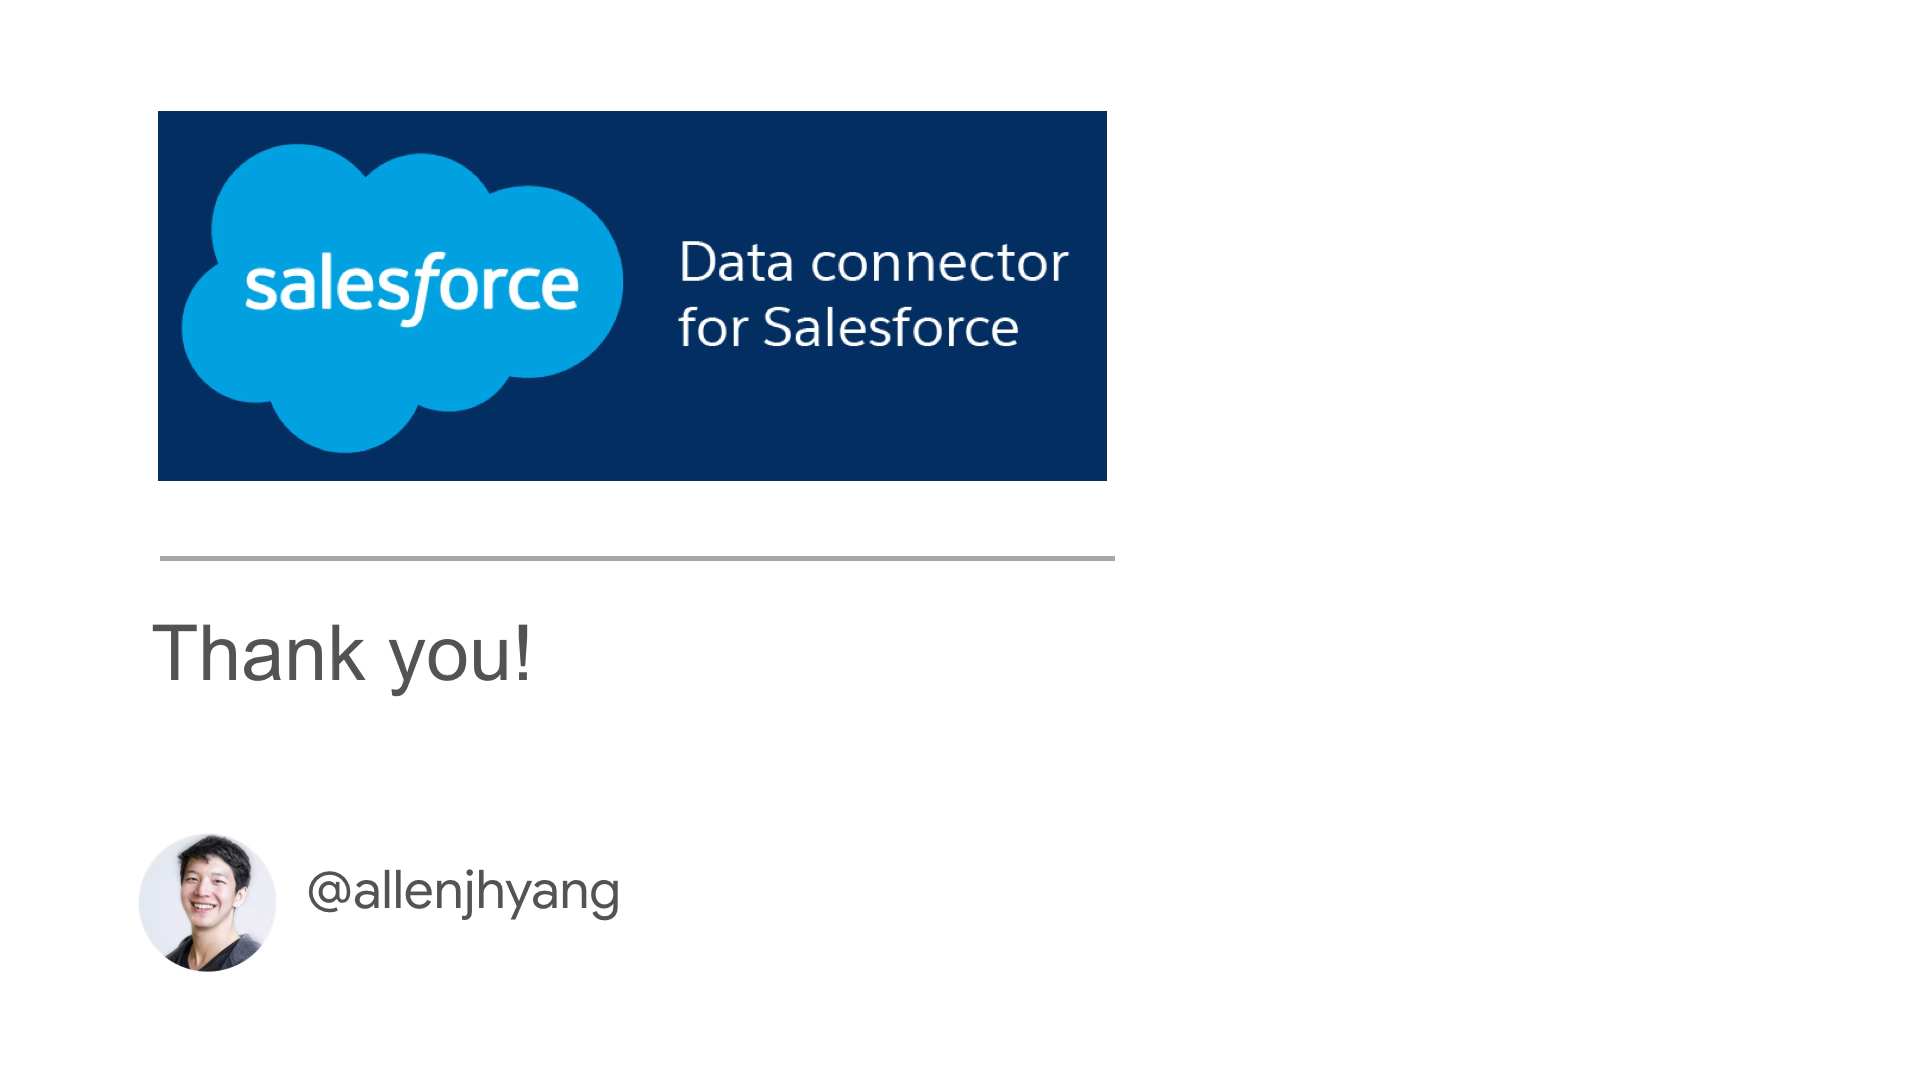 salesforce
Data connector
for Salesforce
Thank you!
@allenjhyang